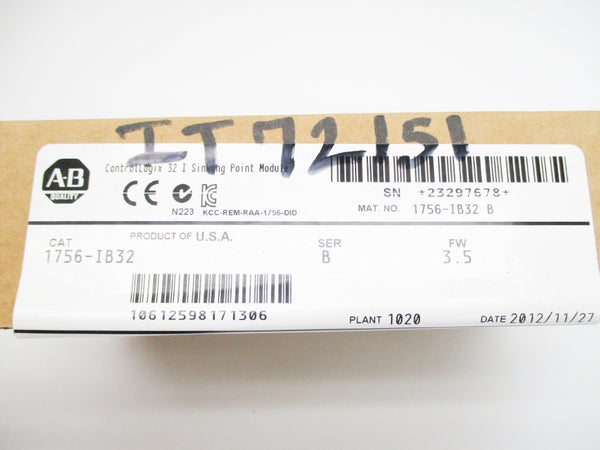 IT72151
A-B
QUALITY
ControlLogix 32 I Sinking Point Module
CE
N223 KCC-REM-RAA-1756-DID
SN +23297678+
MAT. NO. 1756-IB32 B
CAT PRODUCT OF U.S.A. SER FW
1756-IB32 B 3.5
10612598171306
PLANT 1020 DATE 2012/11/27